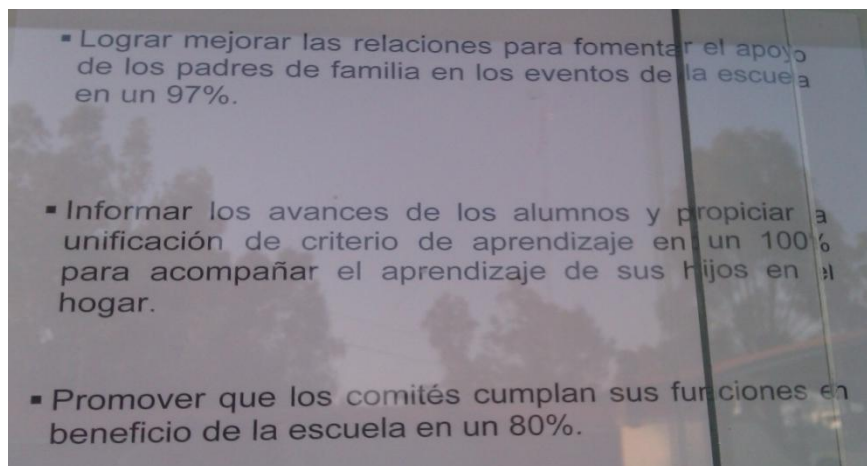 ▪ Lograr mejorar las relaciones para fomentar el apoyo
de los padres de familia en los eventos de la escuela
en un 97%.
▪ Informar los avances de los alumnos y propiciar a
unificación de criterio de aprendizaje en un 100%
para acompañar el aprendizaje de sus hijos en el
hogar.
▪ Promover que los comités cumplan sus funciones en
beneficio de la escuela en un 80%.